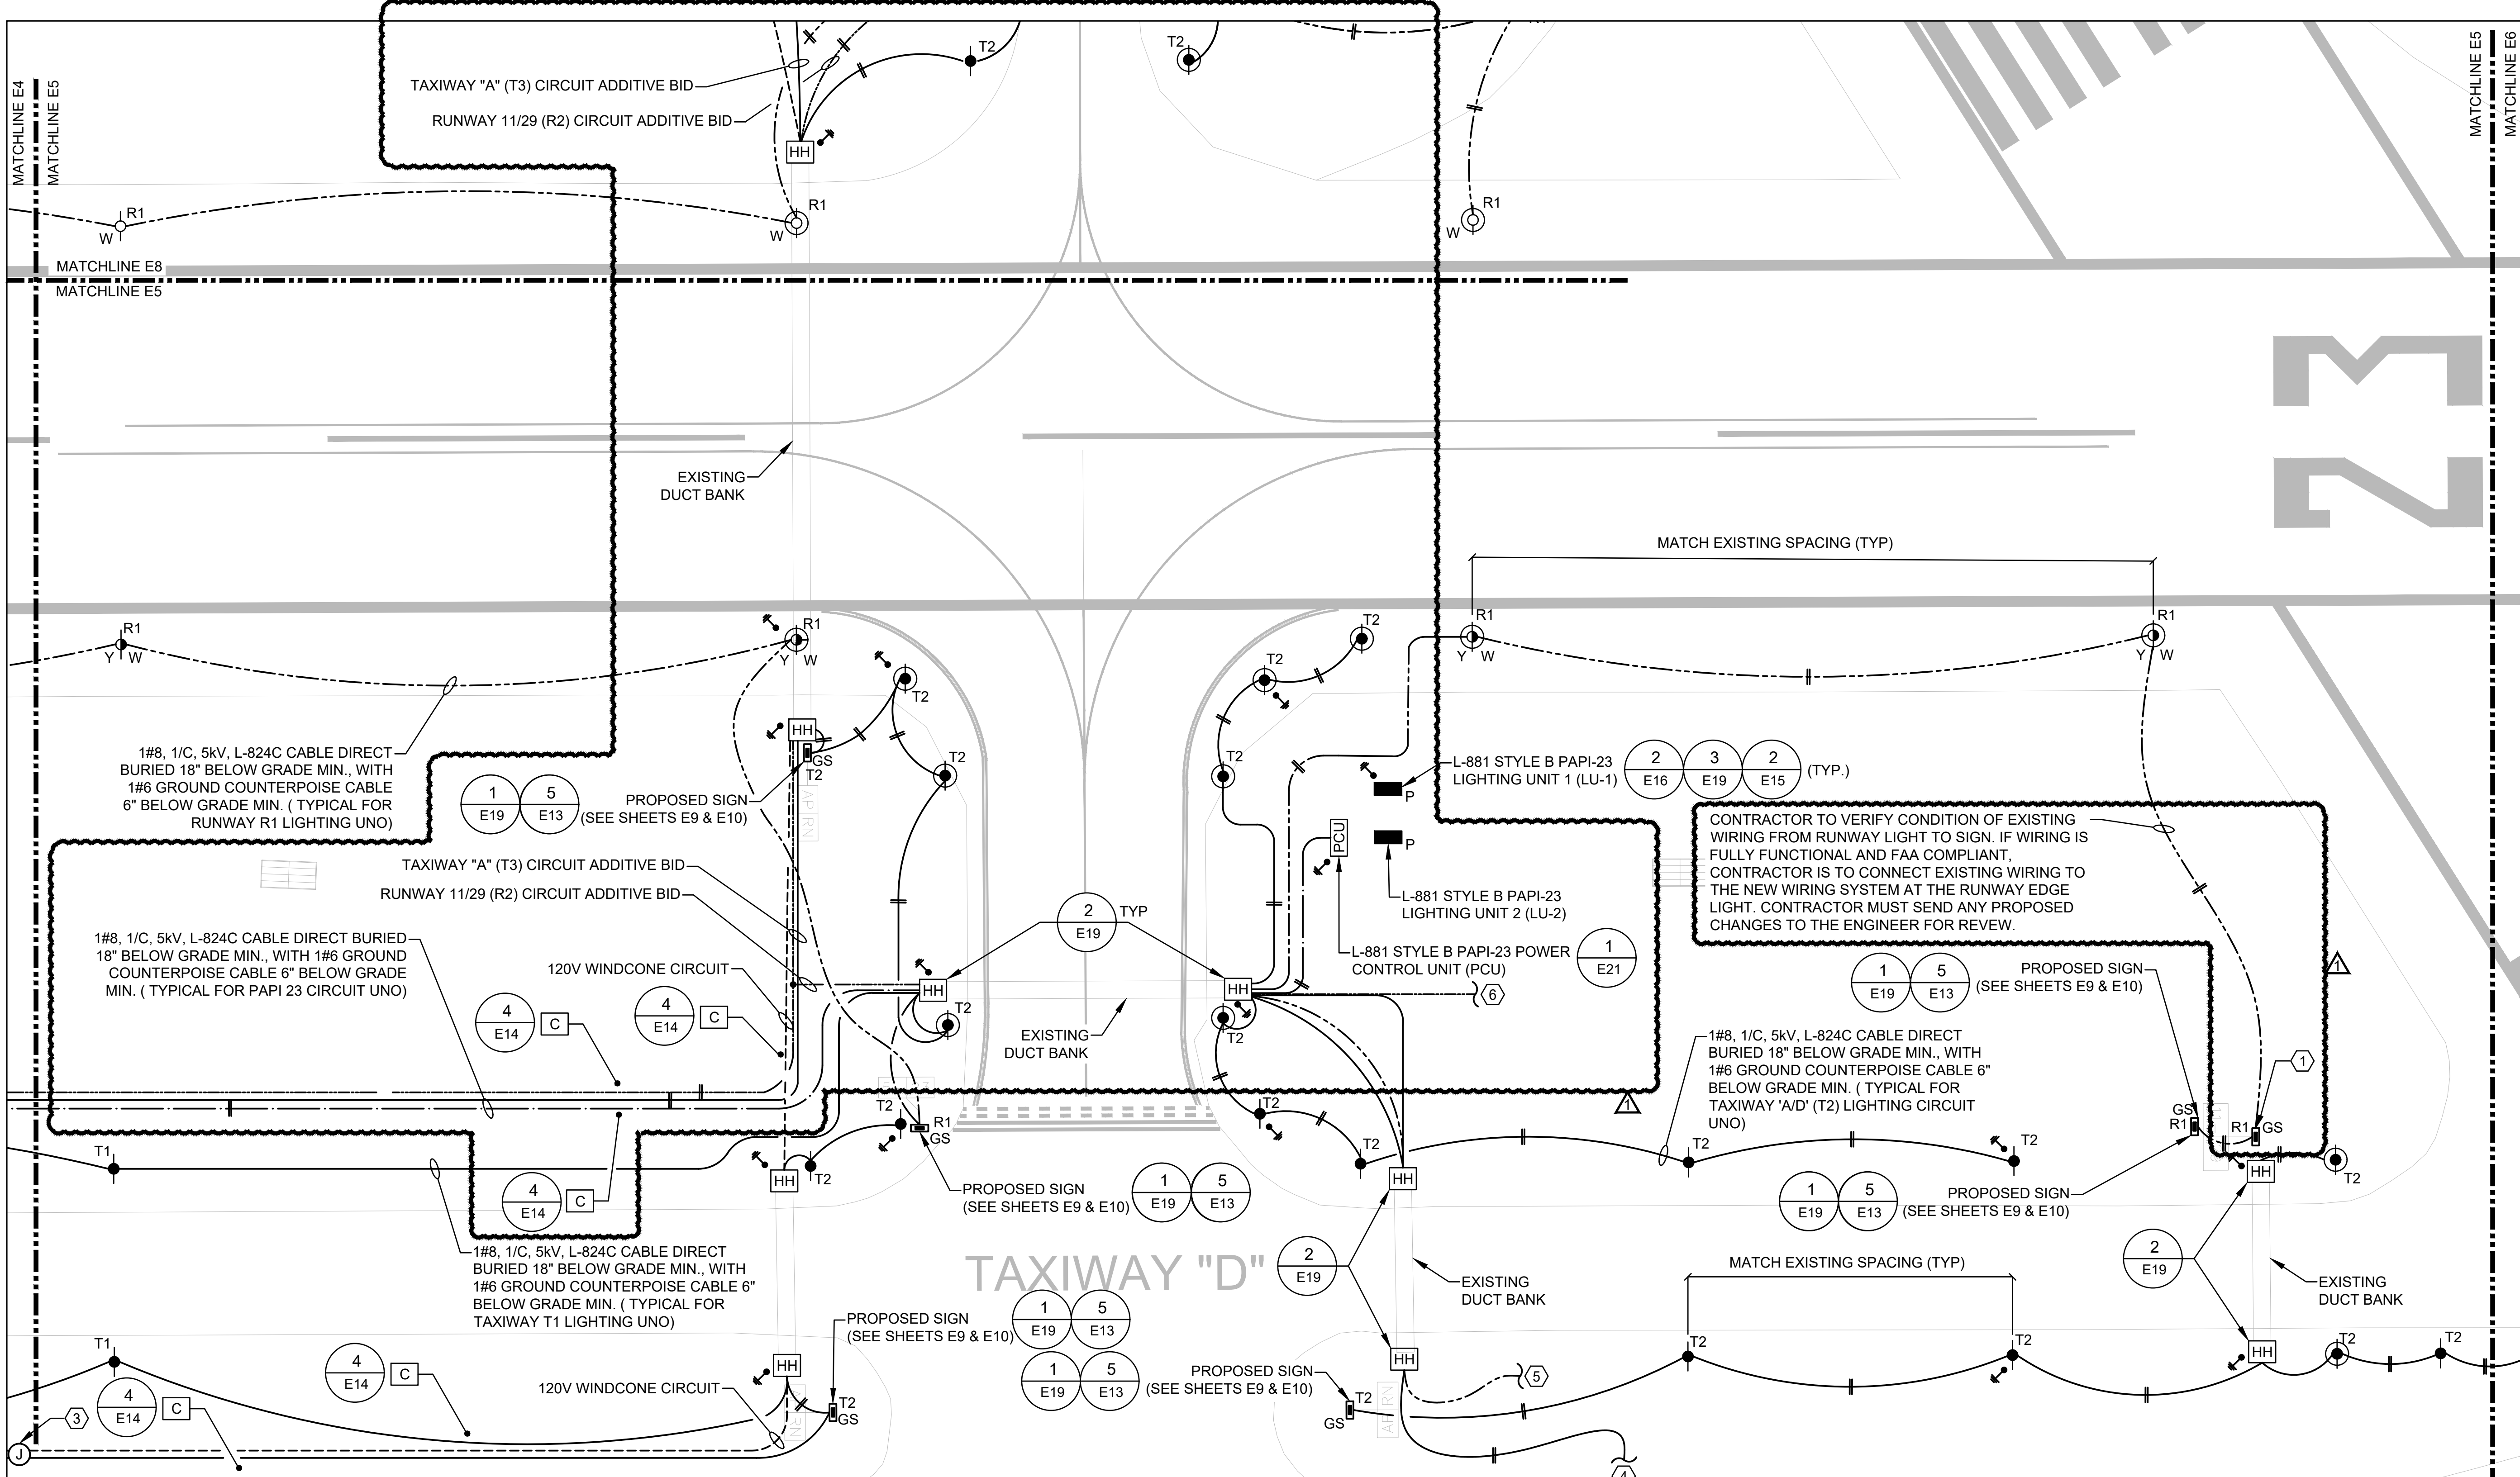 MATCHLINE E4
MATCHLINE E5
TAXIWAY "A" (T3) CIRCUIT ADDITIVE BID
RUNWAY 11/29 (R2) CIRCUIT ADDITIVE BID
T2
T2
MATCHLINE E5
MATCHLINE E6
HH
R1
W
R1
W
R1
W
MATCHLINE E8
MATCHLINE E5
23
EXISTING
DUCT BANK
MATCH EXISTING SPACING (TYP)
R1
Y W
R1
Y W
T2
T2
T2
T2
R1
Y W
R1
Y W
1#8, 1/C, 5kV, L-824C CABLE DIRECT
BURIED 18" BELOW GRADE MIN., WITH
1#6 GROUND COUNTERPOISE CABLE
6" BELOW GRADE MIN. ( TYPICAL FOR
RUNWAY R1 LIGHTING UNO)
HH
GS
T2
T2
1
E19
5
E13
PROPOSED SIGN
(SEE SHEETS E9 & E10)
L-881 STYLE B PAPI-23
LIGHTING UNIT 1 (LU-1)
2
E16
3
E19
2
E15
(TYP.)
P
PCU
P
L-881 STYLE B PAPI-23
LIGHTING UNIT 2 (LU-2)
CONTRACTOR TO VERIFY CONDITION OF EXISTING
WIRING FROM RUNWAY LIGHT TO SIGN. IF WIRING IS
FULLY FUNCTIONAL AND FAA COMPLIANT,
CONTRACTOR IS TO CONNECT EXISTING WIRING TO
THE NEW WIRING SYSTEM AT THE RUNWAY EDGE
LIGHT. CONTRACTOR MUST SEND ANY PROPOSED
CHANGES TO THE ENGINEER FOR REVEW.
TAXIWAY "A" (T3) CIRCUIT ADDITIVE BID
RUNWAY 11/29 (R2) CIRCUIT ADDITIVE BID
2
E19
TYP
1#8, 1/C, 5kV, L-824C CABLE DIRECT BURIED
18" BELOW GRADE MIN., WITH 1#6 GROUND
COUNTERPOISE CABLE 6" BELOW GRADE
MIN. ( TYPICAL FOR PAPI 23 CIRCUIT UNO)
120V WINDCONE CIRCUIT
L-881 STYLE B PAPI-23 POWER
CONTROL UNIT (PCU)
1
E21
1
E19
5
E13
PROPOSED SIGN
(SEE SHEETS E9 & E10)
1
4
E14
C
4
E14
C
HH
T2
HH
T2
6
EXISTING
DUCT BANK
1#8, 1/C, 5kV, L-824C CABLE DIRECT
BURIED 18" BELOW GRADE MIN., WITH
1#6 GROUND COUNTERPOISE CABLE 6"
BELOW GRADE MIN. ( TYPICAL FOR
TAXIWAY 'A/D' (T2) LIGHTING CIRCUIT
UNO)
1
T1
T2
R1
GS
T2
T2
1
T2
T2
GS
R1
R1
GS
HH
T2
HH
T2
HH
4
E14
C
PROPOSED SIGN
(SEE SHEETS E9 & E10)
1
E19
5
E13
1
E19
5
E13
PROPOSED SIGN
(SEE SHEETS E9 & E10)
1#8, 1/C, 5kV, L-824C CABLE DIRECT
BURIED 18" BELOW GRADE MIN., WITH
1#6 GROUND COUNTERPOISE CABLE 6"
BELOW GRADE MIN. ( TYPICAL FOR
TAXIWAY T1 LIGHTING UNO)
TAXIWAY "D"
2
E19
EXISTING
DUCT BANK
MATCH EXISTING SPACING (TYP)
2
E19
EXISTING
DUCT BANK
PROPOSED SIGN
(SEE SHEETS E9 & E10)
1
E19
5
E13
T1
4
E14
C
4
E14
C
3
J
120V WINDCONE CIRCUIT
HH
T2
GS
1
E19
5
E13
PROPOSED SIGN
(SEE SHEETS E9 & E10)
T2
GS
HH
5
4
T2
T2
HH
T2
T2